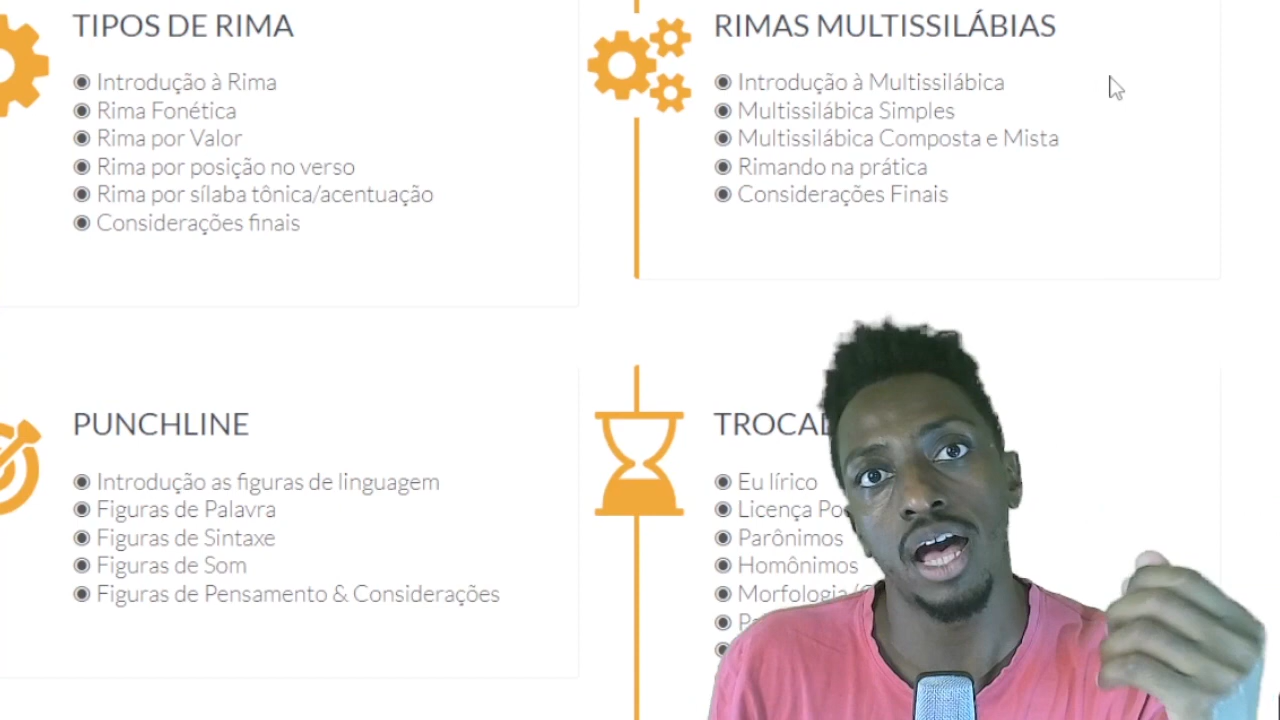 TIPOS DE RIMA
◉ Introdução à Rima
◉ Rima Fonética
◉ Rima por Valor
◉ Rima por posição no verso
◉ Rima por sílaba tônica/acentuação
◉ Considerações finais
RIMAS MULTISSILÁBIAS
◉ Introdução à Multissilábica
◉ Multissilábica Simples
◉ Multissilábica Composta e Mista
◉ Rimando na prática
◉ Considerações Finais
PUNCHLINE
◉ Introdução as figuras de linguagem
◉ Figuras de Palavra
◉ Figuras de Sintaxe
◉ Figuras de Som
◉ Figuras de Pensamento & Considerações
◉ Eu lírico
◉ Licença
◉ Parônimos
◉ Homônimos
◉ Morfologia